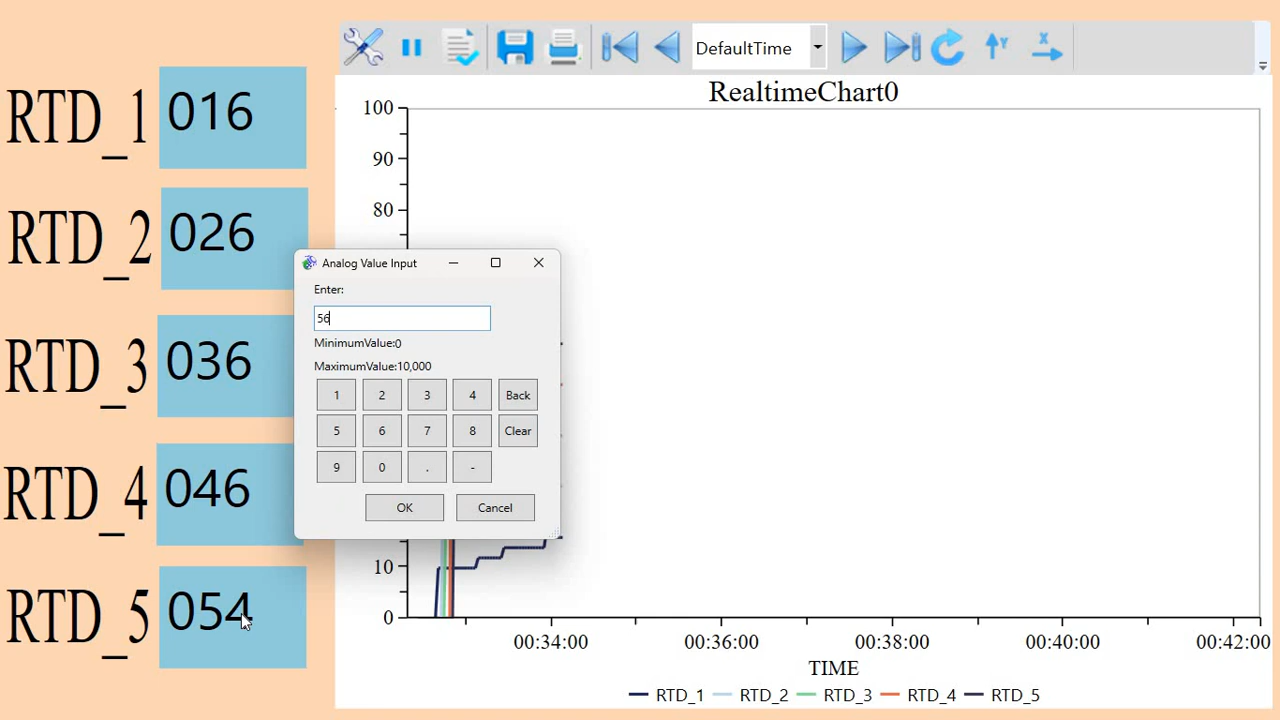 RTD_1 016
RTD_2 026
RTD_3 036
RTD_4 046
RTD_5 054
DefaultTime
Y
X
RealtimeChart0
100
90
80
10
0
00:34:00 00:36:00 00:38:00 00:40:00 00:42:00
TIME
RTD_1 RTD_2 RTD_3 RTD_4 RTD_5
Analog Value Input
Enter:
56
MinimumValue:0
MaximumValue:10,000
1 2 3 4 Back
5 6 7 8 Clear
9 0 . -
OK Cancel